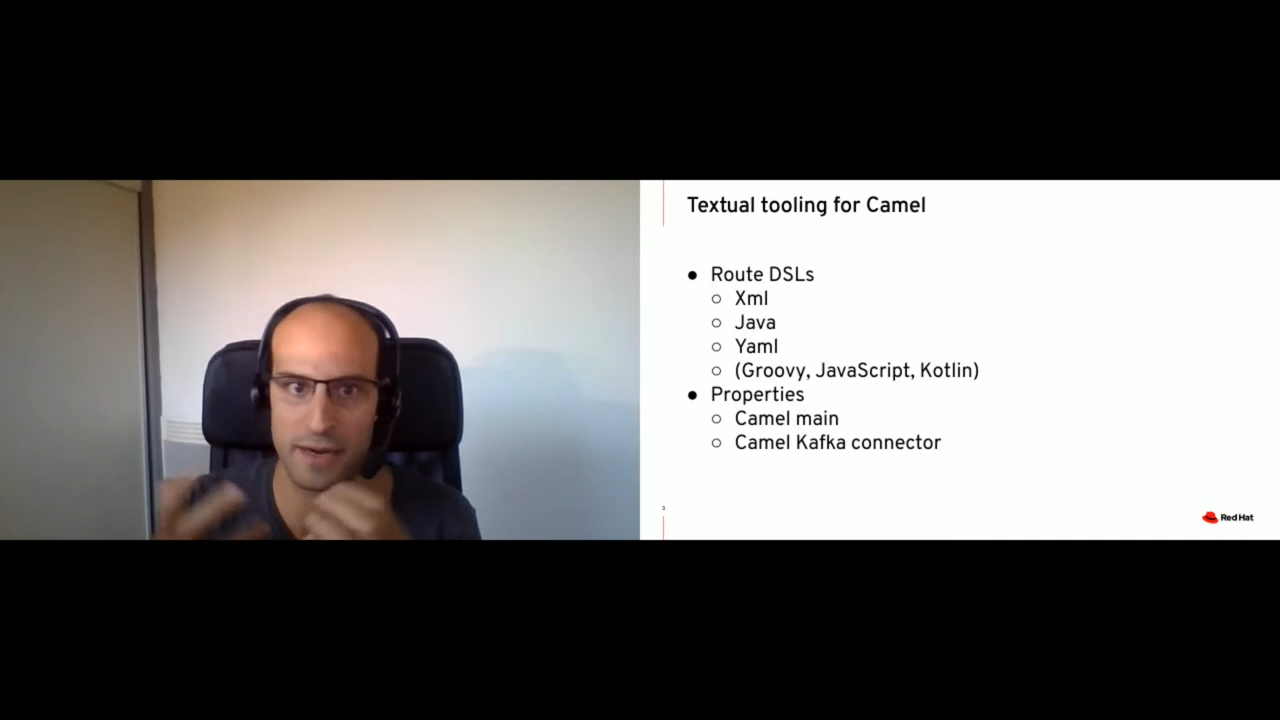 Textual tooling for Camel
● Route DSLs
○ Xml
○ Java
○ Yaml
○ (Groovy, JavaScript, Kotlin)
● Properties
○ Camel main
○ Camel Kafka connector
3
Red Hat